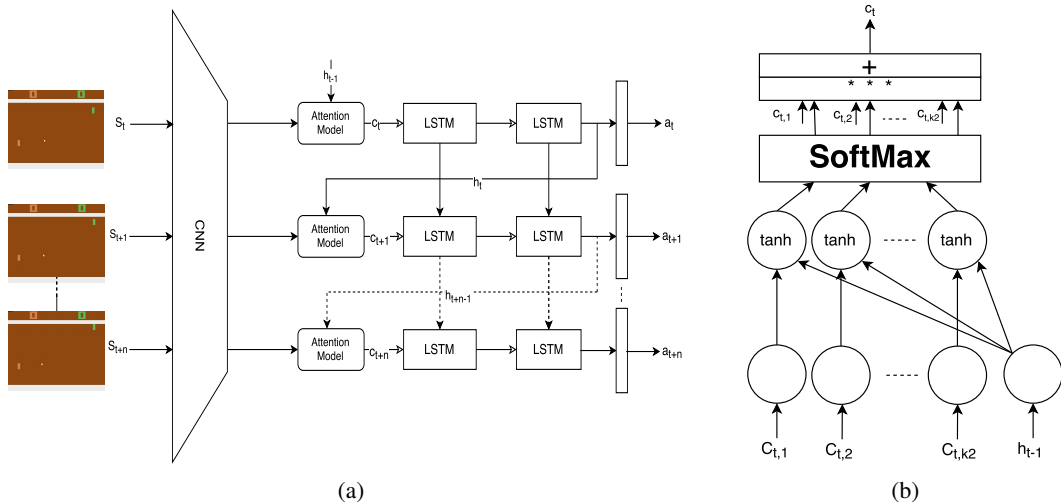 h_{t-1}
S_t
Attention
Model
c_t
LSTM
LSTM
a_t
h_t
S_{t+1}
CNN
Attention
Model
c_{t+1}
LSTM
LSTM
a_{t+1}
h_{t+n-1}
S_{t+n}
Attention
Model
c_{t+n}
LSTM
LSTM
a_{t+n}
(a)
c_t
+
* * *
c_{t,1} c_{t,2} c_{t,k2}
SoftMax
tanh tanh tanh
C_{t,1} C_{t,2} C_{t,k2} h_{t-1}
(b)